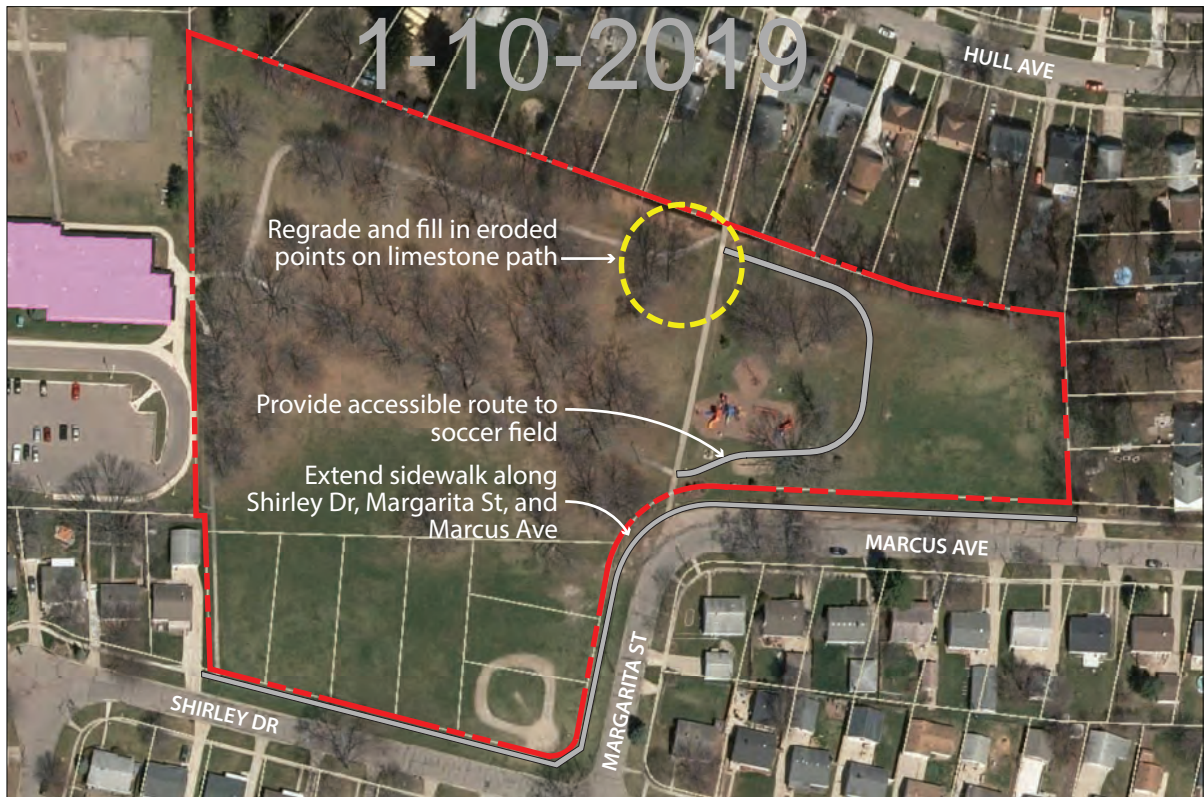 1-10-2019
HULL AVE
Regrade and fill in eroded
points on limestone path
Provide accessible route to
soccer field
Extend sidewalk along
Shirley Dr, Margarita St, and
Marcus Ave
MARCUS AVE
MARGARITA ST
SHIRLEY DR